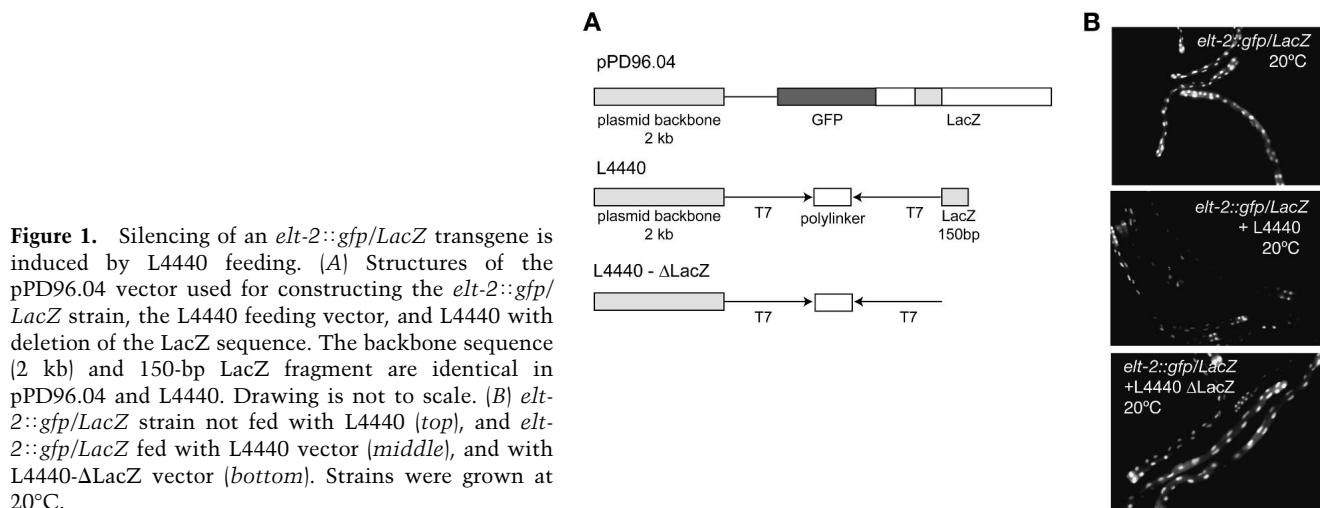 Figure 1. Silencing of an elt-2::gfp/LacZ transgene is
induced by L4440 feeding. (A) Structures of the
pPD96.04 vector used for constructing the elt-2::gfp/
LacZ strain, the L4440 feeding vector, and L4440 with
deletion of the LacZ sequence. The backbone sequence
(2 kb) and 150-bp LacZ fragment are identical in
pPD96.04 and L4440. Drawing is not to scale. (B) elt-
2::gfp/LacZ strain not fed with L4440 (top), and elt-
2::gfp/LacZ fed with L4440 vector (middle), and with
L4440-ΔLacZ vector (bottom). Strains were grown at
20°C.
A
pPD96.04
plasmid backbone
2 kb
GFP
LacZ
L4440
plasmid backbone
2 kb
T7
polylinker
T7
LacZ
150bp
L4440 - ΔLacZ
T7
T7
B
elt-2::gfp/LacZ
20ºC
elt-2::gfp/LacZ
+ L4440
20ºC
elt-2::gfp/LacZ
+L4440 ΔLacZ
20ºC